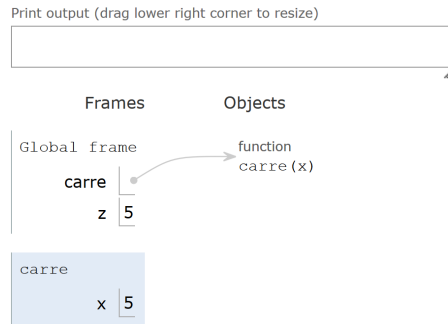 Print output (drag lower right corner to resize)
Frames Objects
Global frame
function
carre(x)
carre
z 5
carre
x 5